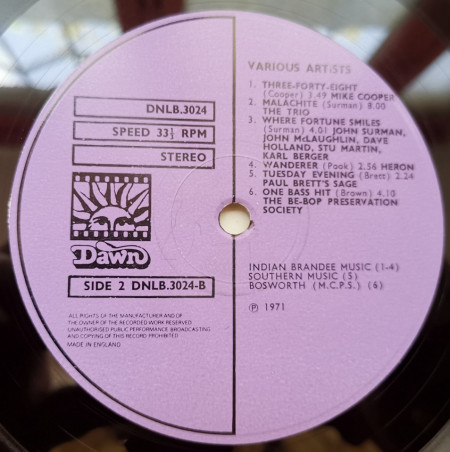 DNLB.3024
SPEED 33⅓ RPM
STEREO
Dawn
SIDE 2 DNLB.3024-B
ALL RIGHTS OF THE MANUFACTURER AND OF
THE OWNER OF THE RECORDED WORK RESERVED
UNAUTHORISED PUBLIC PERFORMANCE BROADCASTING
AND COPYING OF THIS RECORD PROHIBITED
MADE IN ENGLAND
VARIOUS ARTISTS
1. THREE-FORTY-EIGHT
(Cooper) 3.49 MIKE COOPER
2. MALACHITE (Surman) 8.00
THE TRIO
3. WHERE FORTUNE SMILES
(Surman) 4.01 JOHN SURMAN,
JOHN McLAUGHLIN, DAVE
HOLLAND, STU MARTIN,
KARL BERGER
4. WANDERER (Pook) 2.56 HERON
5. TUESDAY EVENING (Brett) 2.24
PAUL BRETT'S SAGE
6. ONE BASS HIT (Brown) 4.10
THE BE-BOP PRESERVATION
SOCIETY
INDIAN BRANDEE MUSIC (1-4)
SOUTHERN MUSIC (5)
BOSWORTH (M.C.P.S.) (6)
℗ 1971